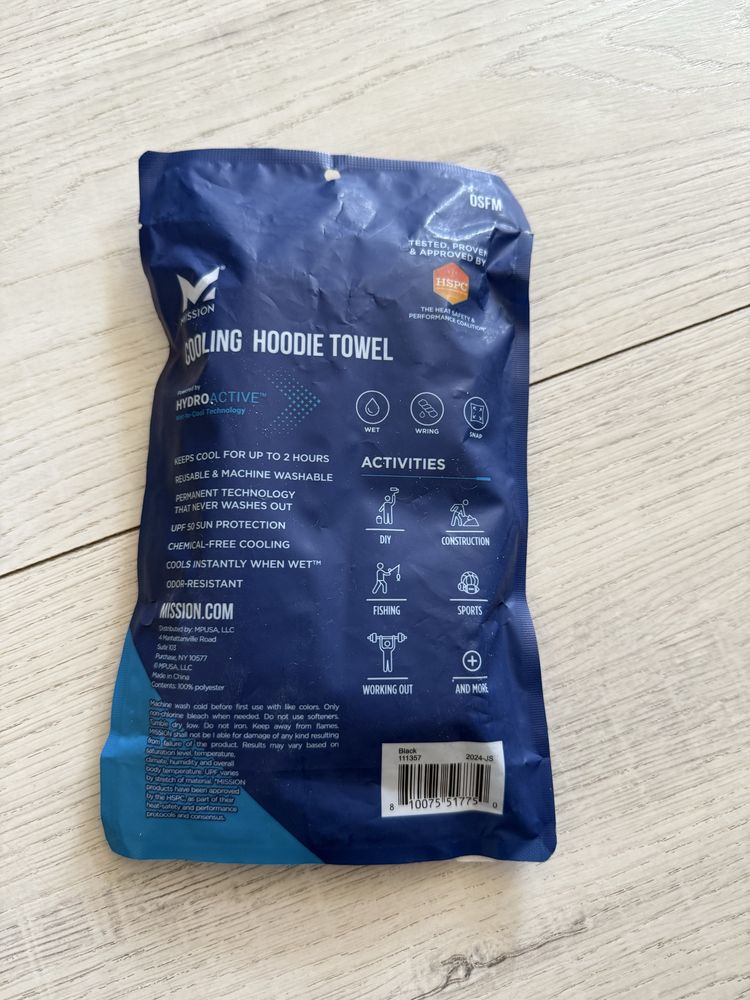 OSFM
TESTED, PROVEN
& APPROVED BY
HSPC
THE HEAT SAFETY &
PERFORMANCE COALITION
MISSION
COOLING HOODIE TOWEL
Powered by
HYDROACTIVE™
Wet-to-Cool Technology
WET
WRING
SNAP
KEEPS COOL FOR UP TO 2 HOURS
REUSABLE & MACHINE WASHABLE
PERMANENT TECHNOLOGY
THAT NEVER WASHES OUT
UPF 50 SUN PROTECTION
CHEMICAL-FREE COOLING
COOLS INSTANTLY WHEN WET™
ODOR-RESISTANT
ACTIVITIES
DIY
CONSTRUCTION
FISHING
SPORTS
WORKING OUT
AND MORE
MISSION.COM
Distributed by: MPUSA, LLC
4 Manhattanville Road
Suite 103
Purchase, NY 10577
© MPUSA, LLC
Made in China
Contents: 100% polyester
Machine wash cold before first use with like colors. Only
non-chlorine bleach when needed. Do not use softeners.
Tumble dry low. Do not iron. Keep away from flames.
MISSION shall not be l able for damage of any kind resulting
from failure of the product. Results may vary based on
saturation level, temperature,
climate, humidity and overall
body temperature. UPF varies
by stretch of material. *MISSION
products have been approved
by the HSPC, as part of their
heat-safety and performance
protocols and consensus.
Black
111357
2024-JS
8 10075 51775 0